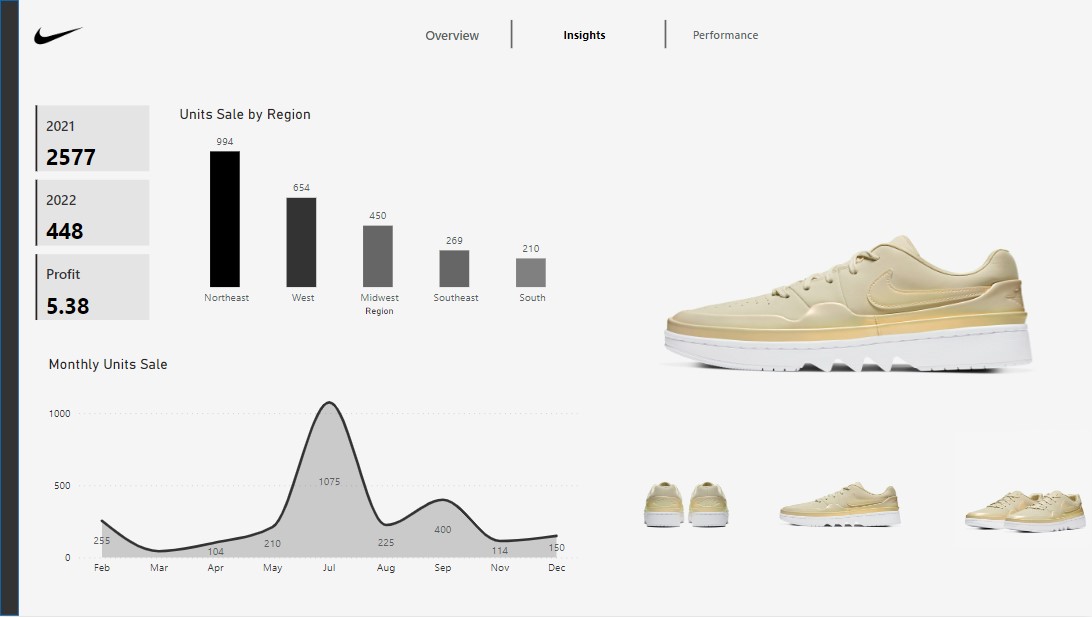 Overview
Insights
Performance
2021
2577
2022
448
Profit
5.38
Units Sale by Region
994
654
450
269
210
Northeast West Midwest Southeast South
Region
Monthly Units Sale
1000
500
0
255
104
210
1075
225
400
114
150
Feb Mar Apr May Jul Aug Sep Nov Dec